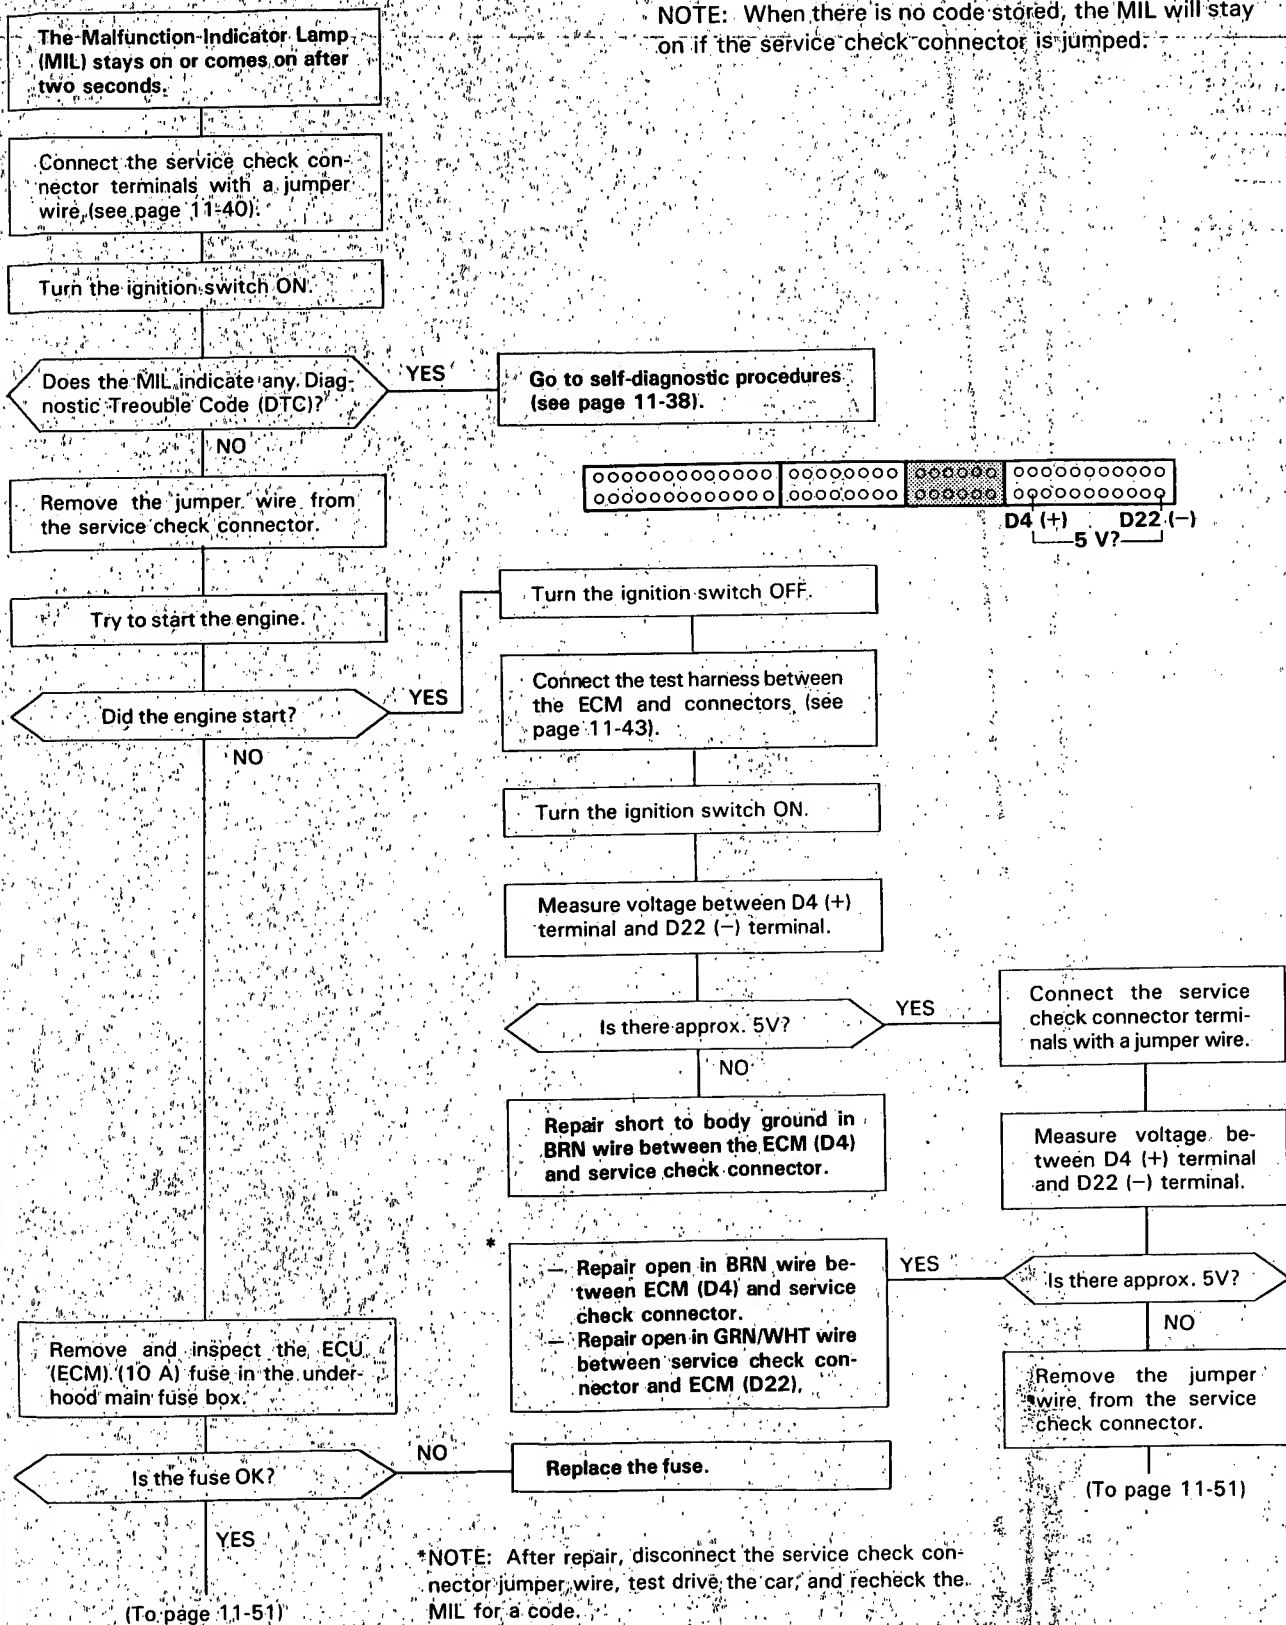 NOTE: When there is no code stored, the MIL will stay
on if the service check connector is jumped.
The Malfunction Indicator Lamp
(MIL) stays on or comes on after
two seconds.
Connect the service check con-
nector terminals with a jumper
wire (see page 11-40).
Turn the ignition switch ON.
Does the MIL indicate any Diag-
nostic Treouble Code (DTC)?
YES
Go to self-diagnostic procedures
(see page 11-38).
NO
Remove the jumper wire from
the service check connector.
D4 (+) D22 (−)
5 V?
Try to start the engine.
Did the engine start?
YES
Turn the ignition switch OFF.
Connect the test harness between
the ECM and connectors (see
page 11-43).
Turn the ignition switch ON.
Measure voltage between D4 (+)
terminal and D22 (−) terminal.
Is there approx. 5V?
YES
Connect the service
check connector termi-
nals with a jumper wire.
NO
Repair short to body ground in
BRN wire between the ECM (D4)
and service check connector.
Measure voltage be-
tween D4 (+) terminal
and D22 (−) terminal.
Is there approx. 5V?
YES
*
— Repair open in BRN wire be-
tween ECM (D4) and service
check connector.
— Repair open in GRN/WHT wire
between service check con-
nector and ECM (D22).
NO
Remove the jumper
wire from the service
check connector.
(To page 11-51)
NO
Remove and inspect the ECU
(ECM) (10 A) fuse in the under-
hood main fuse box.
Is the fuse OK?
NO
Replace the fuse.
YES
(To page 11-51)
*NOTE: After repair, disconnect the service check con-
nector jumper wire, test drive the car, and recheck the
MIL for a code.